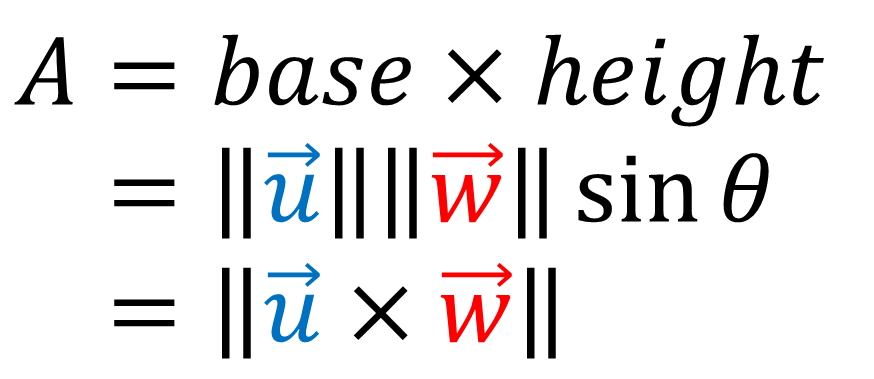 A = base × height
= ‖u⃗‖‖w⃗‖ sin θ
= ‖u⃗ × w⃗‖